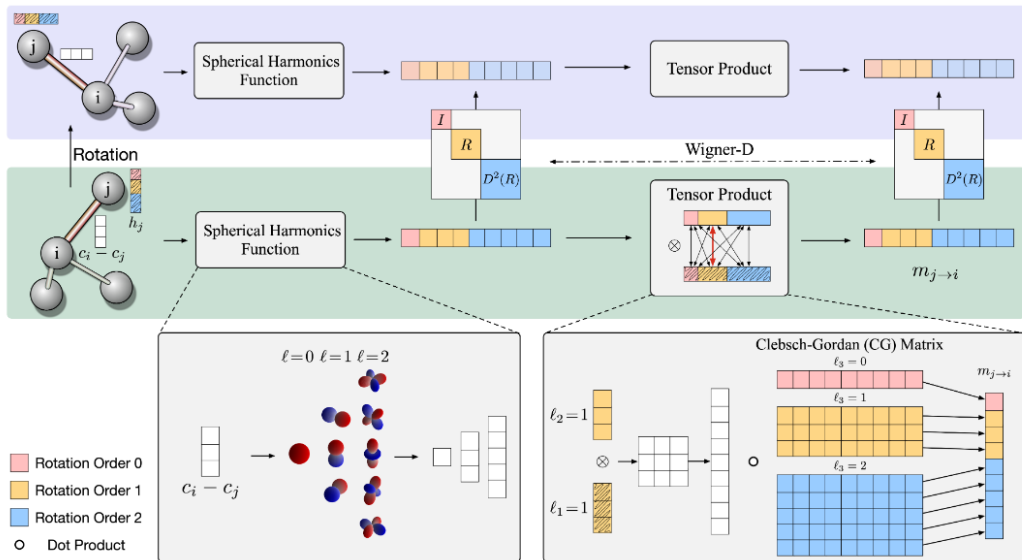 j
i
Spherical Harmonics
Function
Tensor Product
I
R
D²(R)
I
R
D²(R)
Wigner-D
Rotation
j
h_j
i
c_i − c_j
Spherical Harmonics
Function
Tensor Product
⊗
m_{j→i}
ℓ=0 ℓ=1 ℓ=2
c_i − c_j
Clebsch-Gordan (CG) Matrix
ℓ₃ = 0
m_{j→i}
ℓ₃ = 1
ℓ₃ = 2
ℓ₂=1
⊗
ℓ₁=1
Rotation Order 0
Rotation Order 1
Rotation Order 2
Dot Product